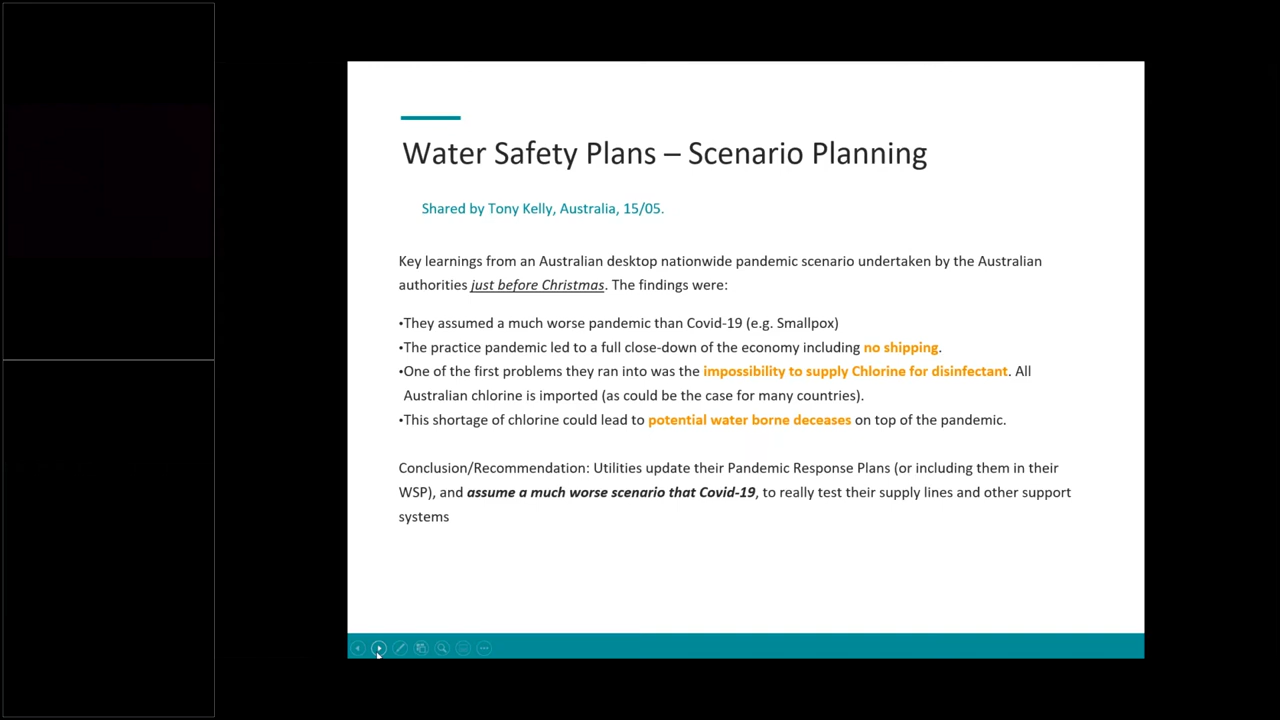 Water Safety Plans – Scenario Planning
Shared by Tony Kelly, Australia, 15/05.
Key learnings from an Australian desktop nationwide pandemic scenario undertaken by the Australian
authorities just before Christmas. The findings were:
•They assumed a much worse pandemic than Covid-19 (e.g. Smallpox)
•The practice pandemic led to a full close-down of the economy including no shipping.
•One of the first problems they ran into was the impossibility to supply Chlorine for disinfectant. All
Australian chlorine is imported (as could be the case for many countries).
•This shortage of chlorine could lead to potential water borne deceases on top of the pandemic.
Conclusion/Recommendation: Utilities update their Pandemic Response Plans (or including them in their
WSP), and assume a much worse scenario that Covid-19, to really test their supply lines and other support
systems